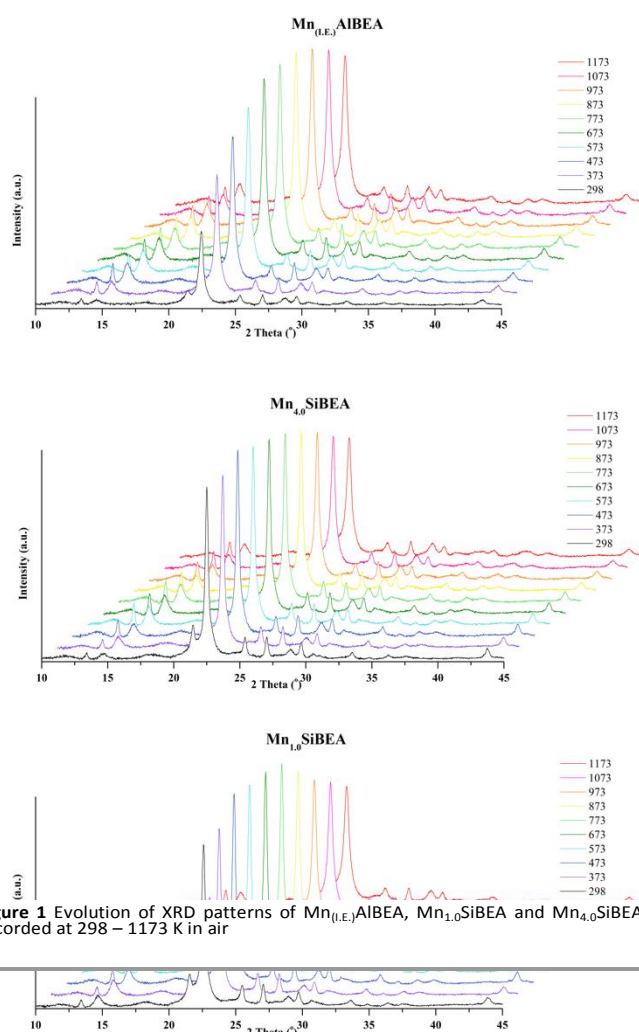 Mn(I.E.)AlBEA
1173
1073
973
873
773
673
573
473
373
298
Intensity (a.u.)
10 15 20 25 30 35 40 45
2 Theta (°)
Mn4.0SiBEA
1173
1073
973
873
773
673
573
473
373
298
Intensity (a.u.)
10 15 20 25 30 35 40 45
2 Theta (°)
Mn1.0SiBEA
1173
1073
973
873
773
673
573
473
373
298
(a.u.)
gure 1 Evolution of XRD patterns of Mn(I.E.)AlBEA, Mn1.0SiBEA and Mn4.0SiBEA
corded at 298 – 1173 K in air
10 15 20 25 30 35 40 45
2 Theta (°)